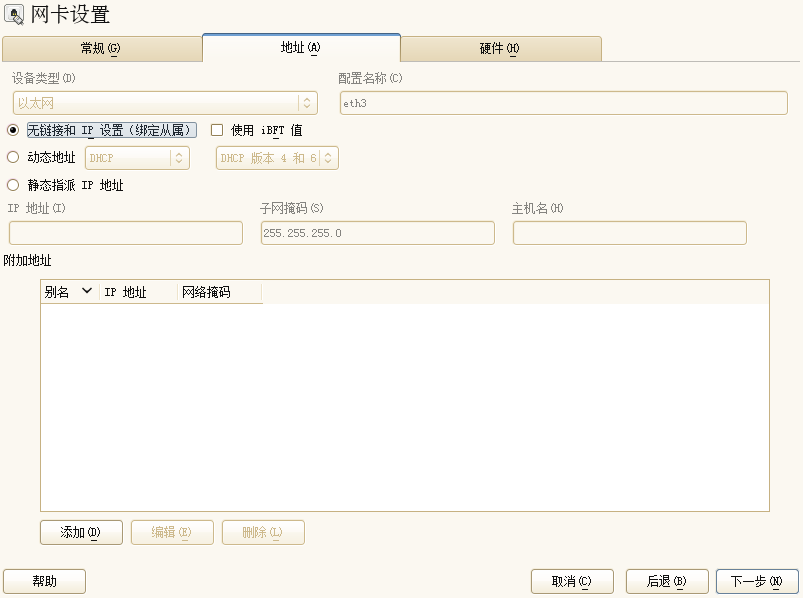 网卡设置
常规(G) 地址(A) 硬件(H)
设备类型(D) 配置名称(C)
以太网 eth3
无链接和 IP 设置(绑定从属) 使用 iBFT 值
动态地址 DHCP DHCP 版本 4 和 6
静态指派 IP 地址
IP 地址(I) 子网掩码(S) 主机名(H)
255.255.255.0
附加地址
别名 IP 地址 网络掩码
添加(D) 编辑(E) 删除(L)
帮助 取消(C) 后退(B) 下一步(N)